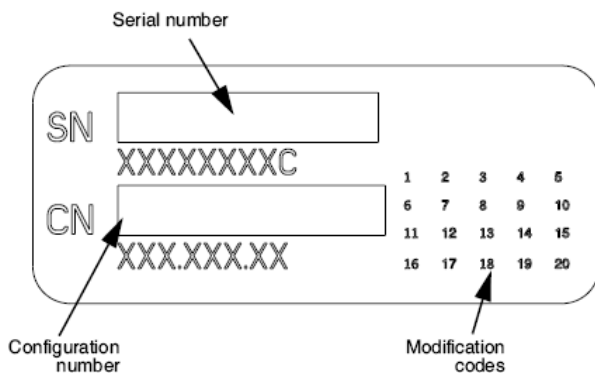 Serial number
SN
XXXXXXXXC
CN
XXX.XXX.XX
1 2 3 4 5
6 7 8 9 10
11 12 13 14 15
16 17 18 19 20
Configuration
number
Modification
codes